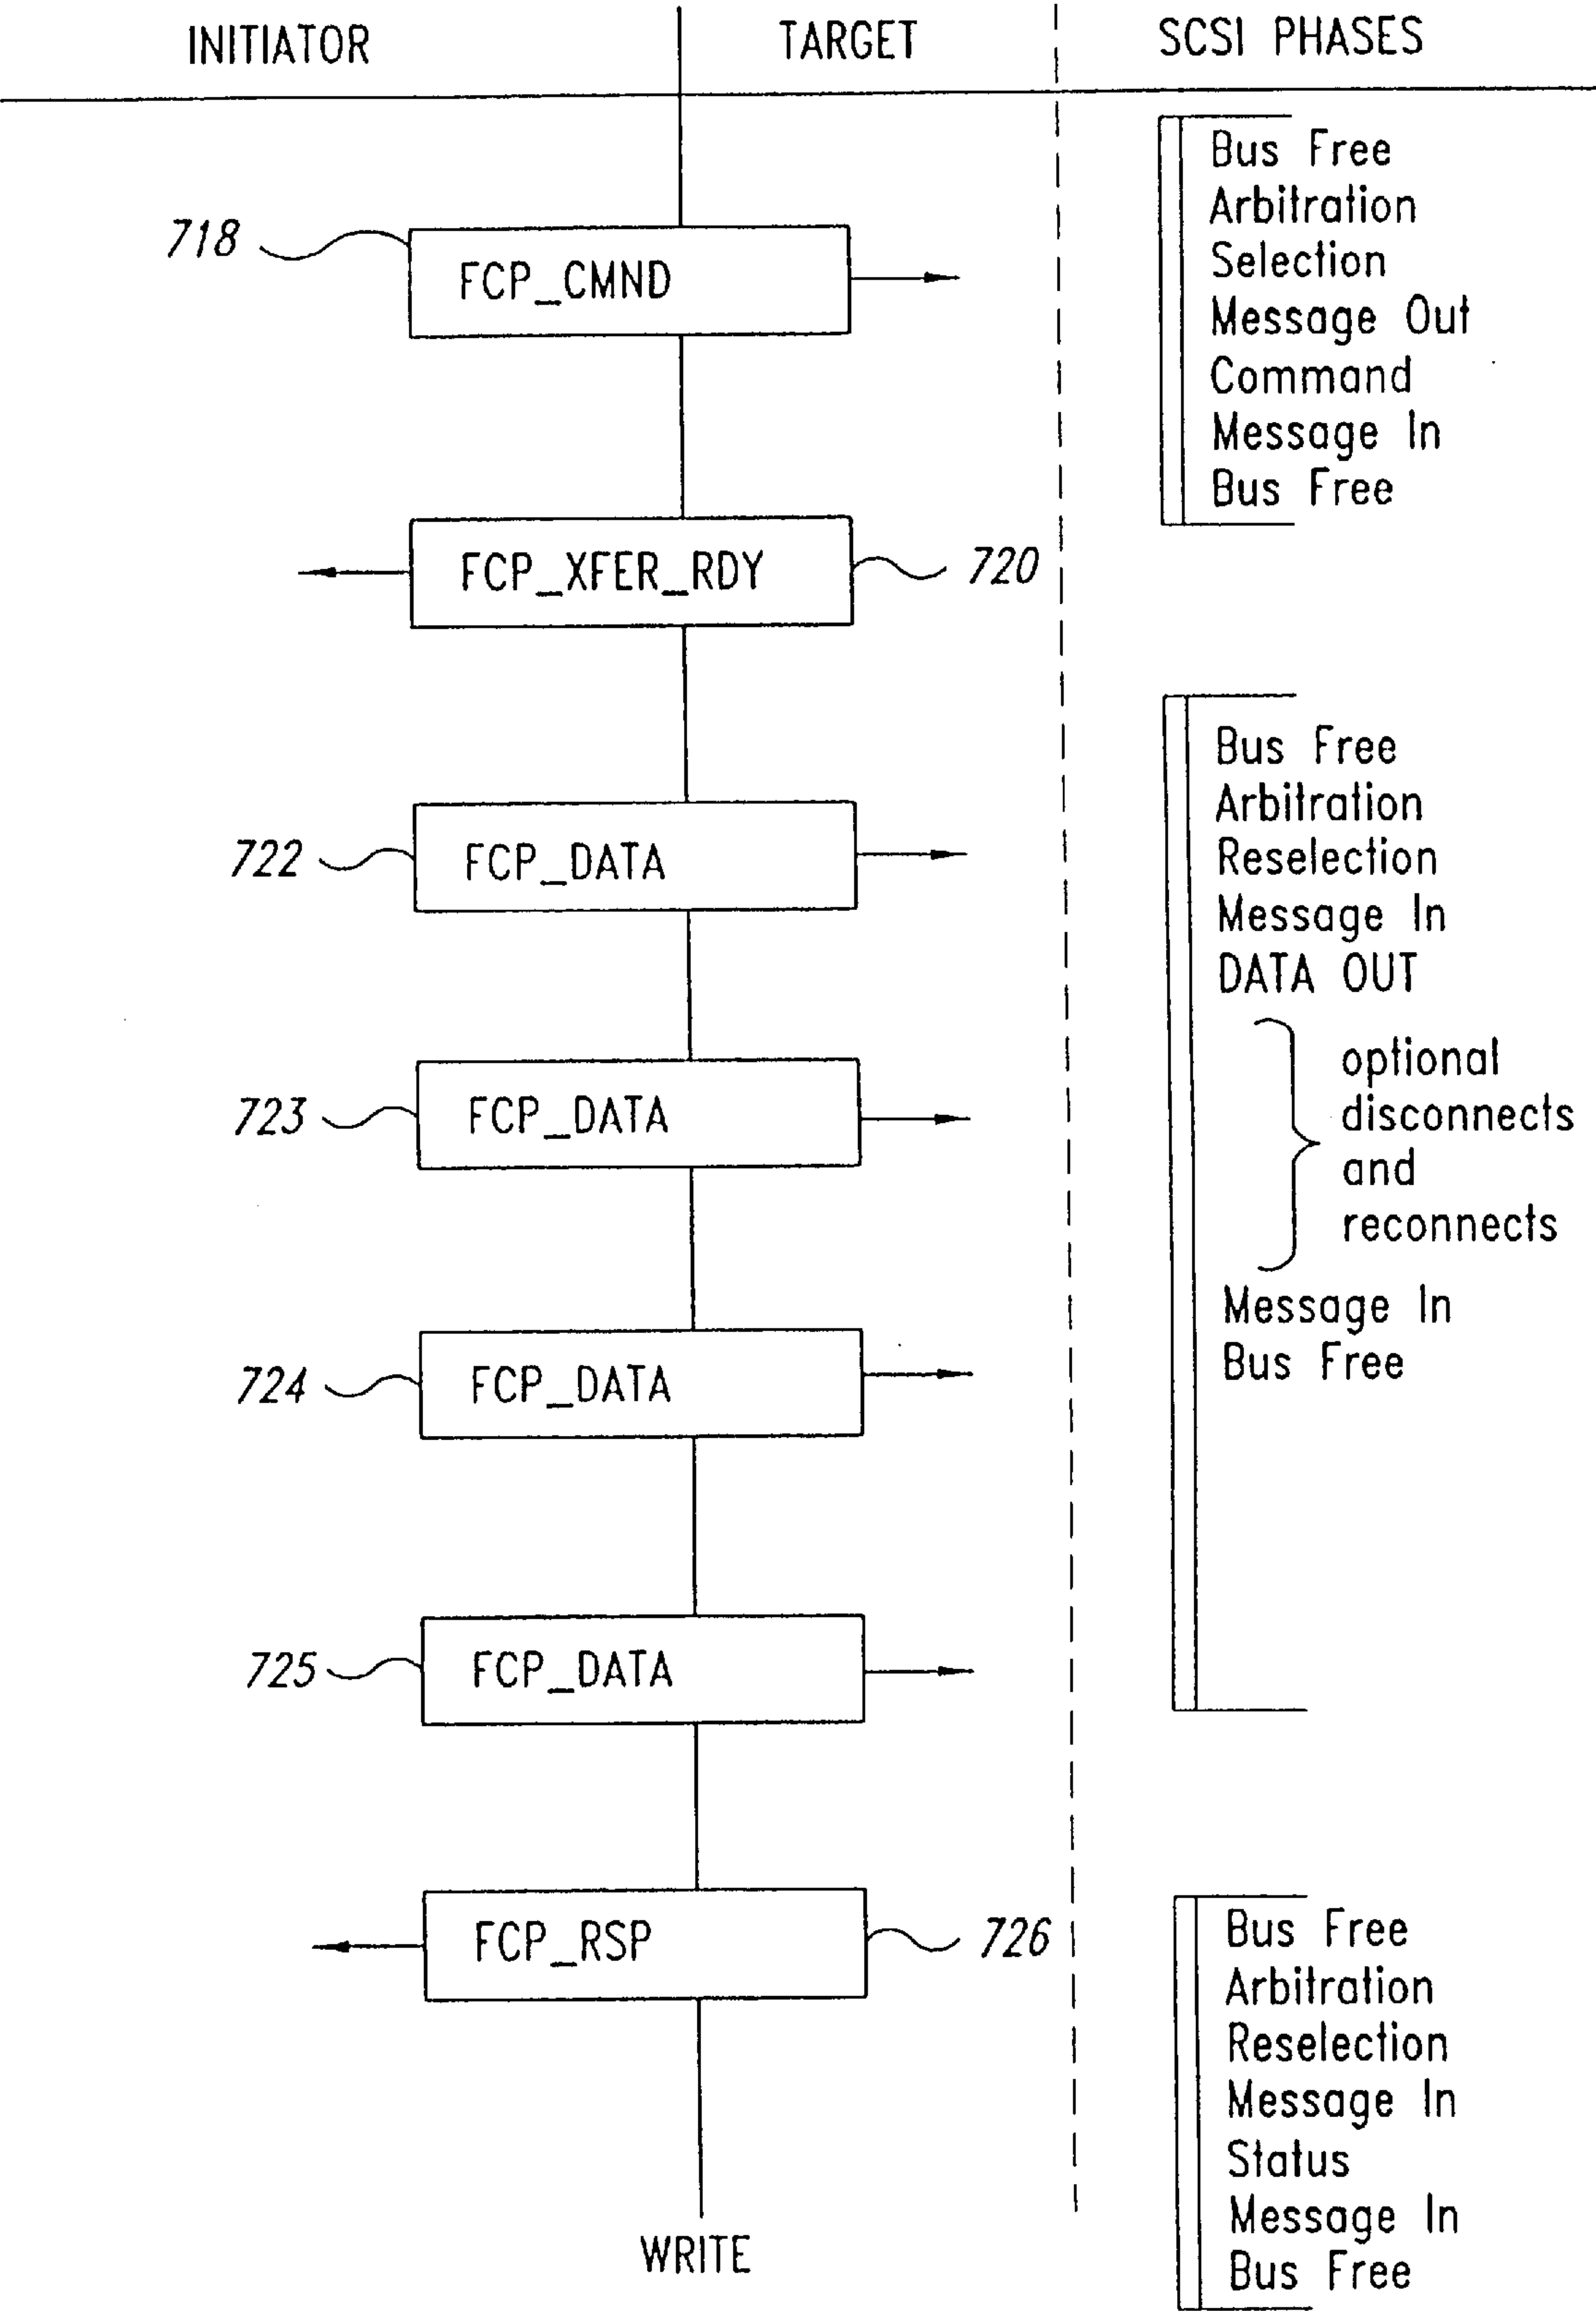 INITIATOR
TARGET
SCSI PHASES
718
FCP_CMND
Bus Free
Arbitration
Selection
Message Out
Command
Message In
Bus Free
FCP_XFER_RDY
720
722
FCP_DATA
723
FCP_DATA
724
FCP_DATA
725
FCP_DATA
Bus Free
Arbitration
Reselection
Message In
DATA OUT
optional
disconnects
and
reconnects
Message In
Bus Free
FCP_RSP
726
Bus Free
Arbitration
Reselection
Message In
Status
Message In
Bus Free
WRITE